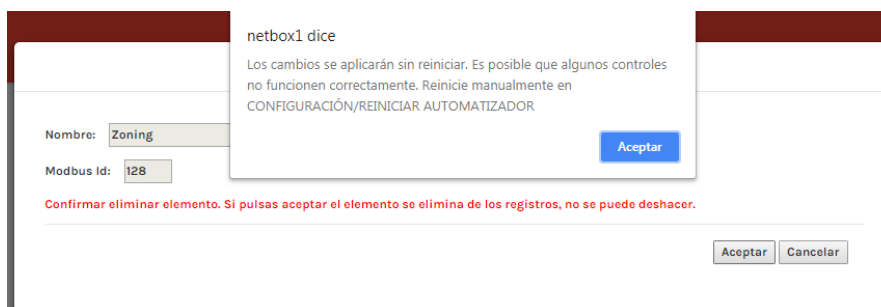 netbox1 dice
Los cambios se aplicarán sin reiniciar. Es posible que algunos controles
no funcionen correctamente. Reinicie manualmente en
CONFIGURACIÓN/REINICIAR AUTOMATIZADOR
Aceptar
Nombre: Zoning
Modbus Id: 128
Confirmar eliminar elemento. Si pulsas aceptar el elemento se elimina de los registros, no se puede deshacer.
Aceptar Cancelar